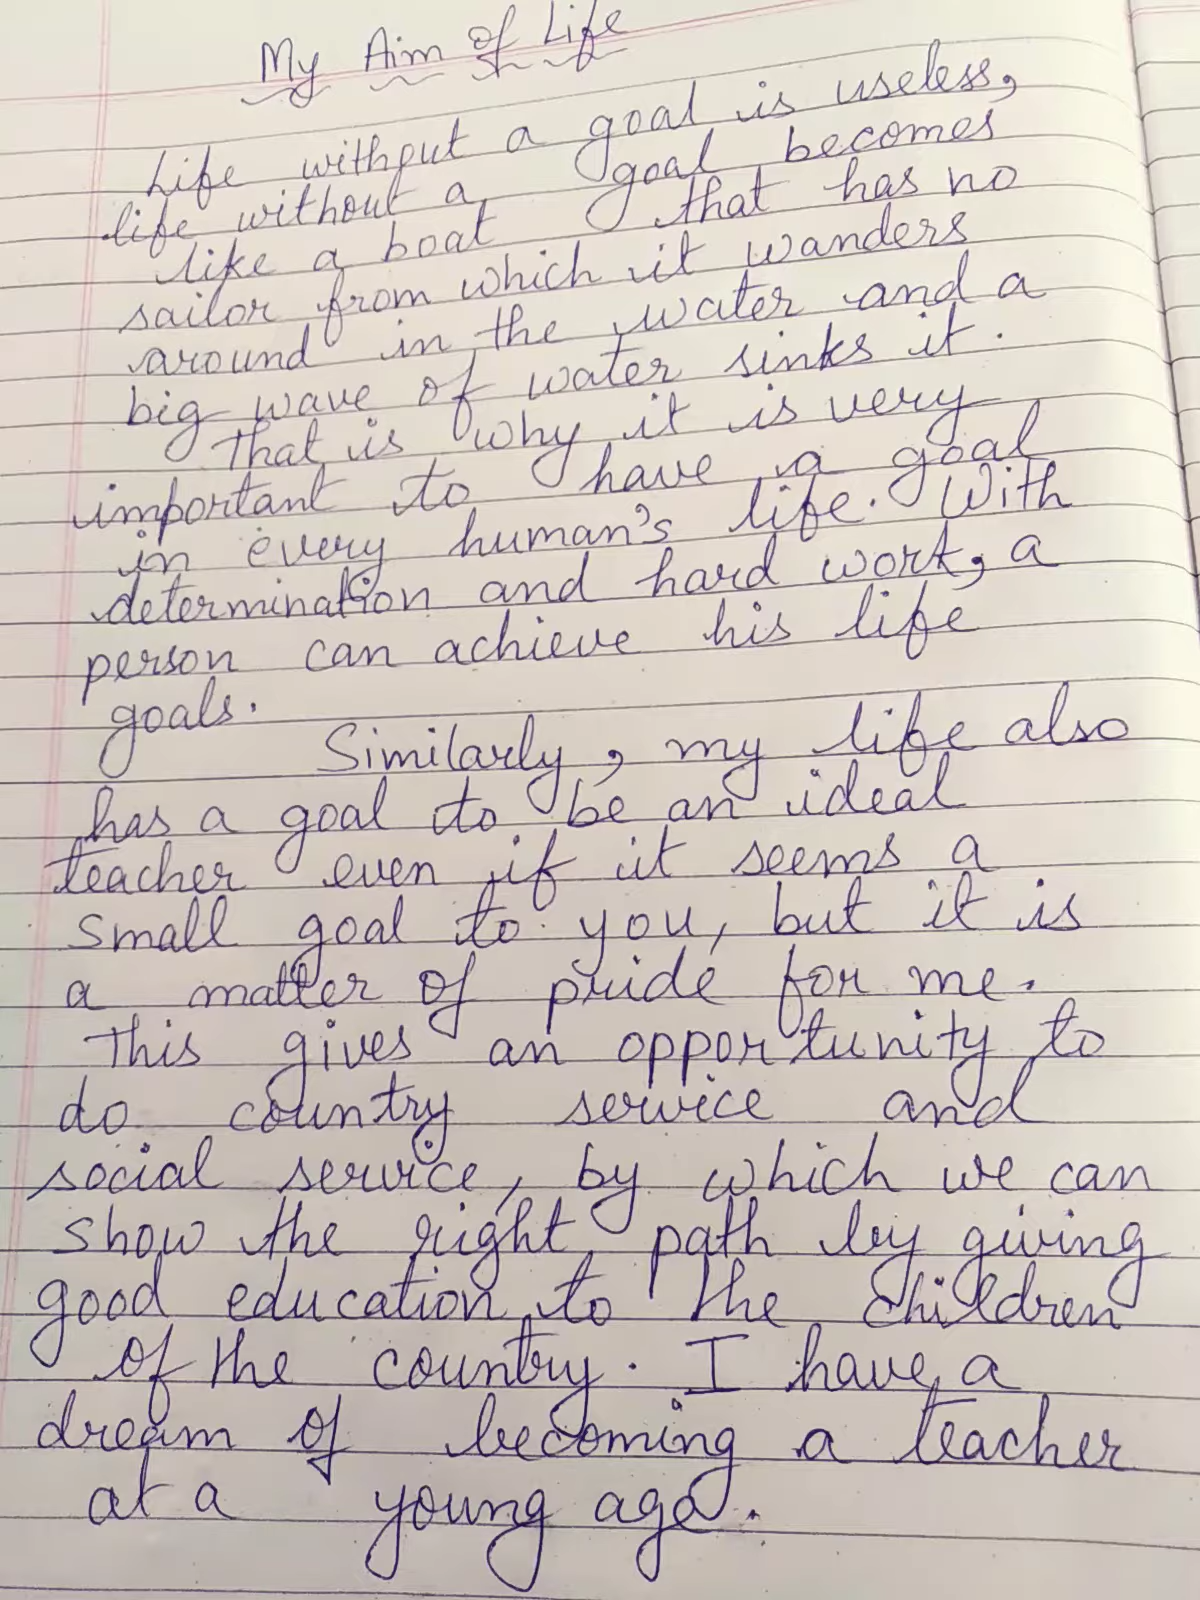 My Aim of Life
Life without a goal is useless,
life without a goal becomes
like a boat that has no
sailor from which it wanders
around in the water and a
big wave of water sinks it.
That is why it is very
important to have a goal
in every human's life. With
determination and hard work, a
person can achieve his life
goals.
Similarly, my life also
has a goal to be an ideal
teacher even if it seems a
small goal to you, but it is
a matter of pride for me.
This gives an opportunity to
do country service and
social service, by which we can
show the right path by giving
good education to the children
of the country. I have a
dream of becoming a teacher
at a young age.